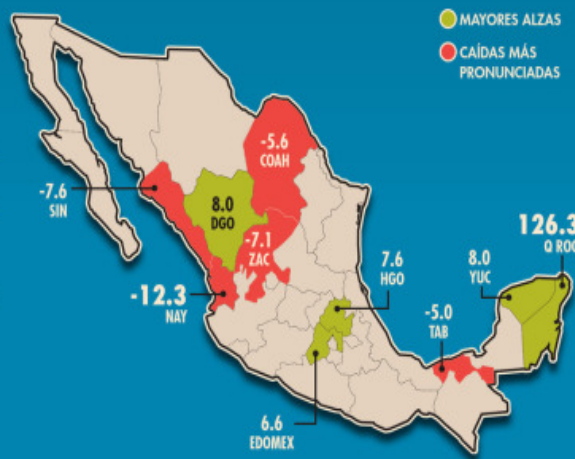 MAYORES ALZAS
CAÍDAS MÁS
PRONUNCIADAS
-5.6
COAH
-7.6
SIN
8.0
DGO
-7.1
ZAC
126.3
Q ROO
7.6
HGO
8.0
YUC
-12.3
NAY
-5.0
TAB
6.6
EDOMEX